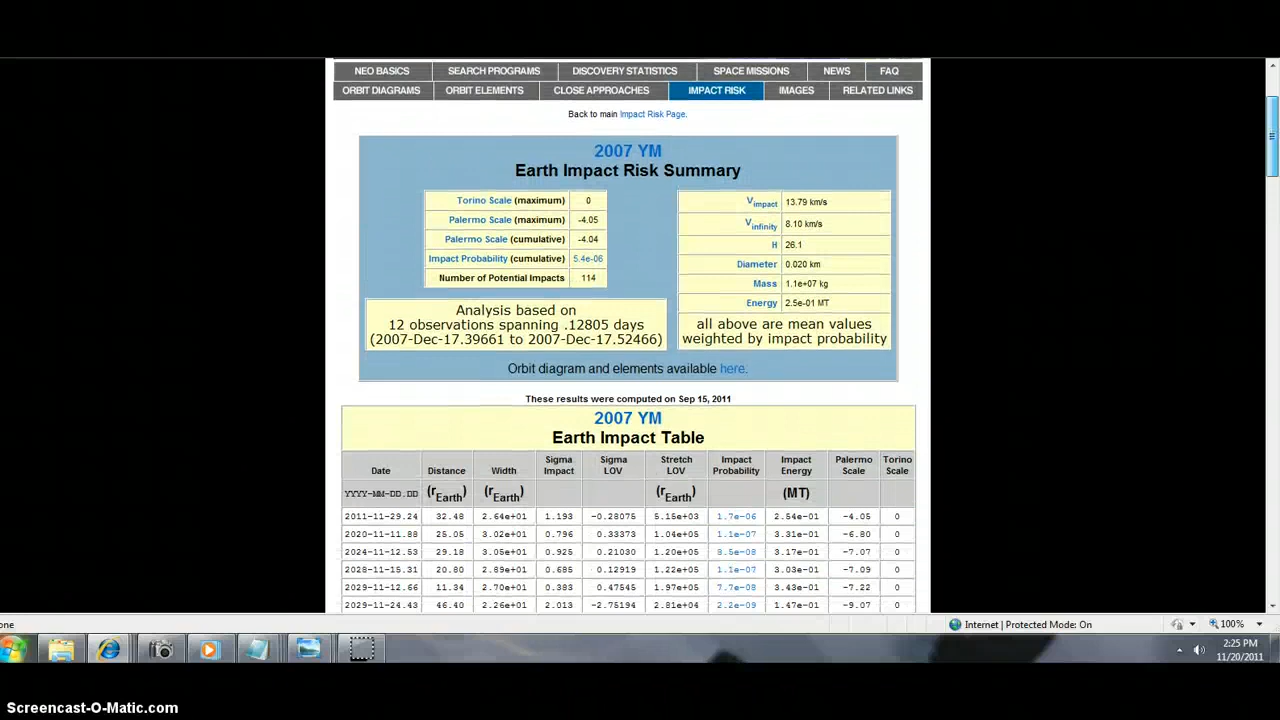 NEO BASICS SEARCH PROGRAMS DISCOVERY STATISTICS SPACE MISSIONS NEWS FAQ
ORBIT DIAGRAMS ORBIT ELEMENTS CLOSE APPROACHES IMPACT RISK IMAGES RELATED LINKS
Back to main Impact Risk Page.
2007 YM
Earth Impact Risk Summary
Torino Scale (maximum) 0
Palermo Scale (maximum) -4.05
Palermo Scale (cumulative) -4.04
Impact Probability (cumulative) 5.4e-06
Number of Potential Impacts 114
Analysis based on
12 observations spanning .12805 days
(2007-Dec-17.39661 to 2007-Dec-17.52466)
Vimpact 13.79 km/s
Vinfinity 8.10 km/s
H 26.1
Diameter 0.020 km
Mass 1.1e+07 kg
Energy 2.5e-01 MT
all above are mean values
weighted by impact probability
Orbit diagram and elements available here.
These results were computed on Sep 15, 2011
2007 YM
Earth Impact Table
Date Distance Width Sigma Impact Sigma LOV Stretch LOV Impact Probability Impact Energy Palermo Scale Torino Scale
YYYY-MM-DD.DD (rEarth) (rEarth) (rEarth) (MT)
2011-11-29.24 32.48 2.64e+01 1.193 -0.28075 5.15e+03 1.7e-06 2.54e-01 -4.05 0
2020-11-11.88 25.05 3.02e+01 0.796 0.33373 1.04e+05 1.1e-07 3.31e-01 -6.80 0
2024-11-12.53 29.18 3.05e+01 0.925 0.21030 1.20e+05 8.5e-08 3.17e-01 -7.07 0
2028-11-15.31 20.80 2.89e+01 0.685 0.12919 1.22e+05 1.1e-07 3.03e-01 -7.09 0
2029-11-12.66 11.34 2.70e+01 0.383 0.47545 1.97e+05 7.7e-08 3.43e-01 -7.22 0
2029-11-24.43 46.40 2.26e+01 2.013 -2.75194 2.81e+04 2.2e-09 1.47e-01 -9.07 0
one Internet | Protected Mode: On 100%
2:25 PM
11/20/2011
Screencast-O-Matic.com